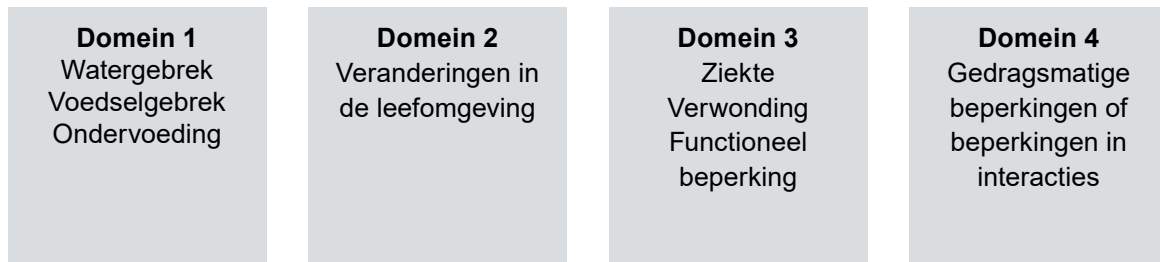 Domein 1
Watergebrek
Voedselgebrek
Ondervoeding
Domein 2
Veranderingen in
de leefomgeving
Domein 3
Ziekte
Verwonding
Functioneel
beperking
Domein 4
Gedragsmatige
beperkingen of
beperkingen in
interacties